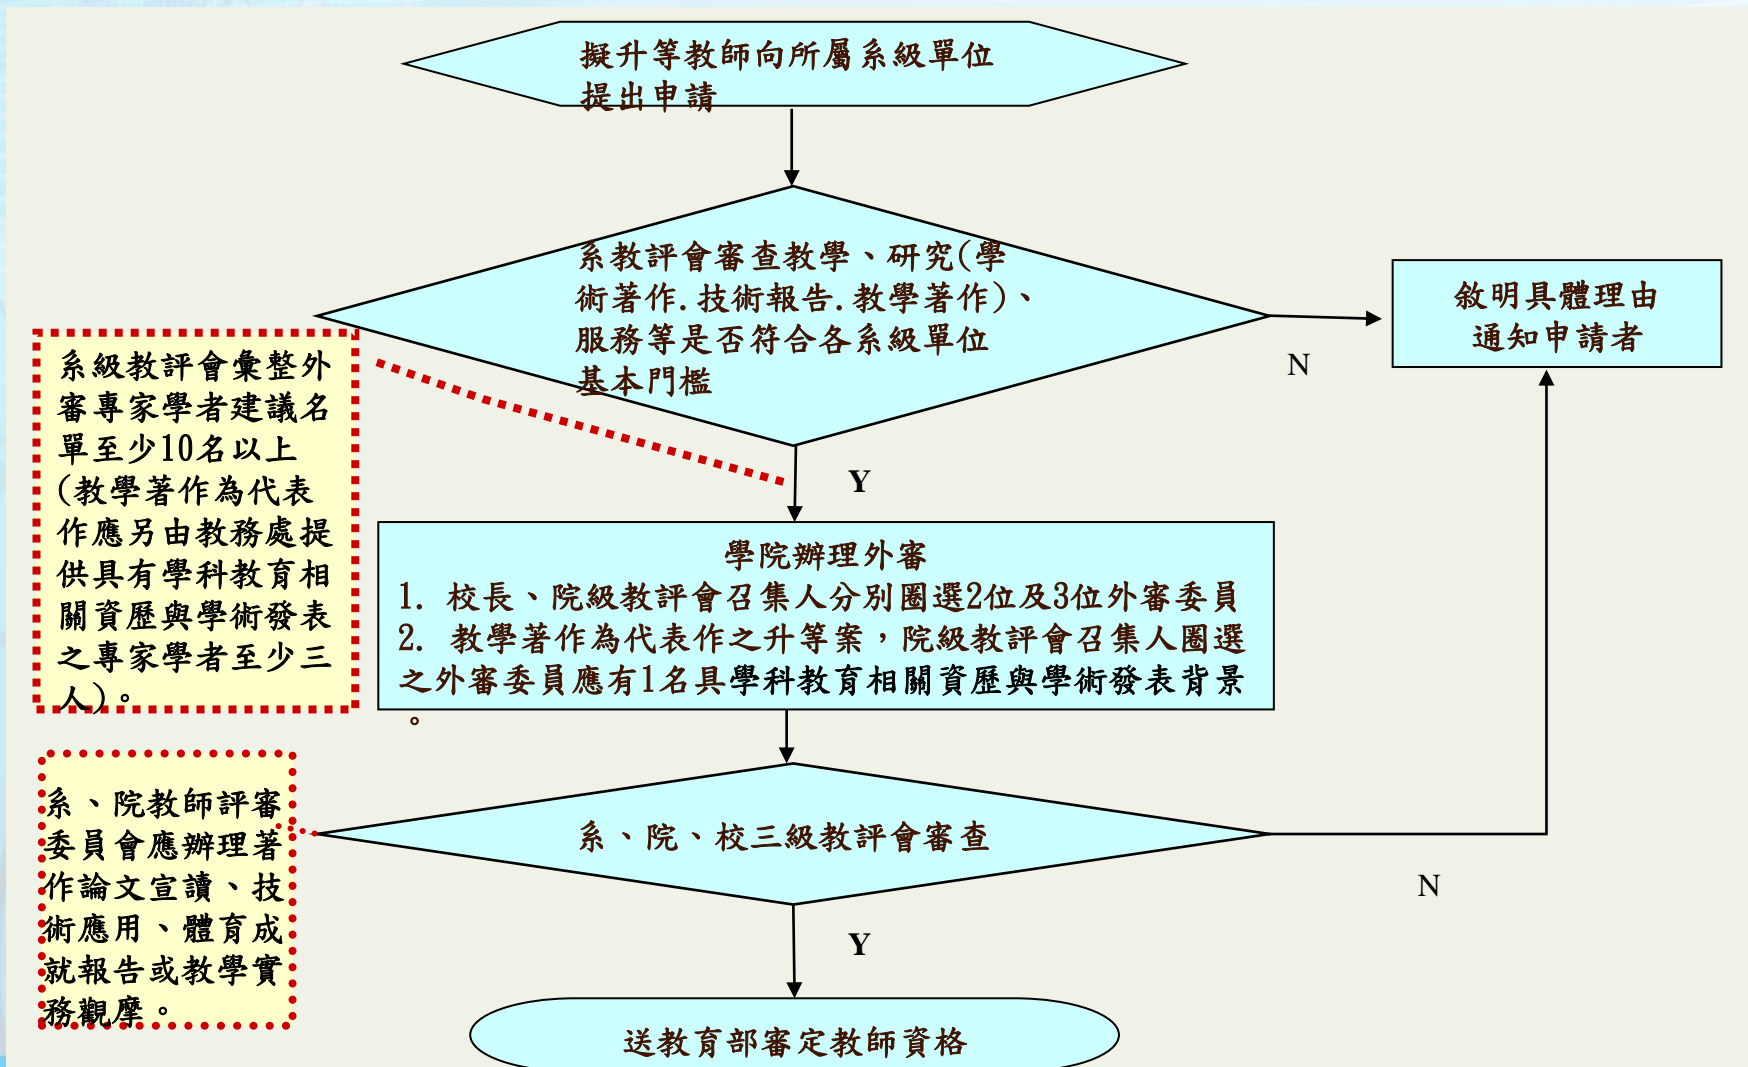 擬升等教師向所屬系級單位
提出申請
系教評會審查教學、研究(學
術著作.技術報告.教學著作)、
服務等是否符合各系級單位
基本門檻
N
敘明具體理由
通知申請者
系級教評會彙整外
審專家學者建議名
單至少10名以上
(教學著作為代表
作應另由教務處提
供具有學科教育相
關資歷與學術發表
之專家學者至少三
人)。
Y
學院辦理外審
1. 校長、院級教評會召集人分別圈選2位及3位外審委員
2. 教學著作為代表作之升等案，院級教評會召集人圈選
之外審委員應有1名具學科教育相關資歷與學術發表背景
。
系、院教師評審
委員會應辦理著
作論文宣讀、技
術應用、體育成
就報告或教學實
務觀摩。
系、院、校三級教評會審查
N
Y
送教育部審定教師資格